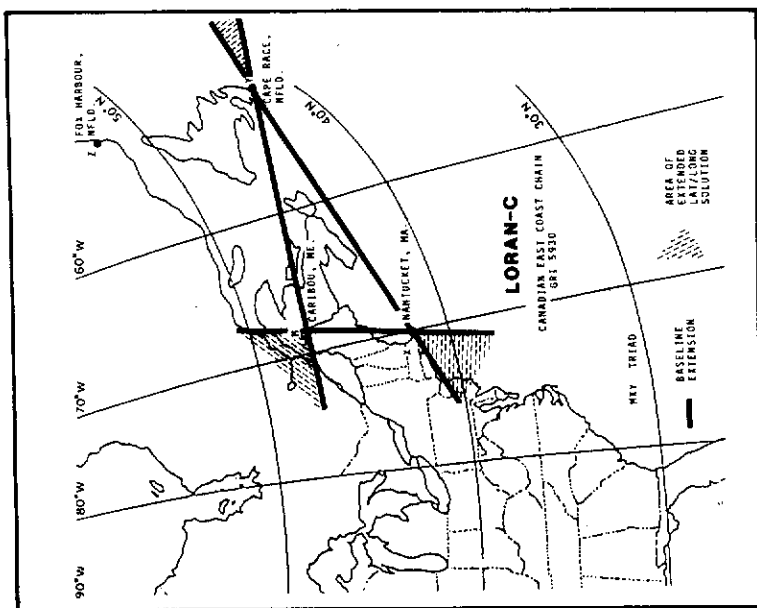 FOX HARBOUR,
NFLD.
Z
50°N
CAPE RACE,
NFLD.
40°N
30°N
60°W
CARIBOU, ME.
M
NANTUCKET, MA.
X
70°W
80°W
90°W
LORAN-C
CANADIAN EAST COAST CHAIN
GRI 5930
MXY TRIAD
BASELINE
EXTENSION
AREA OF
EXTENDED
LAT/LONG
SOLUTION